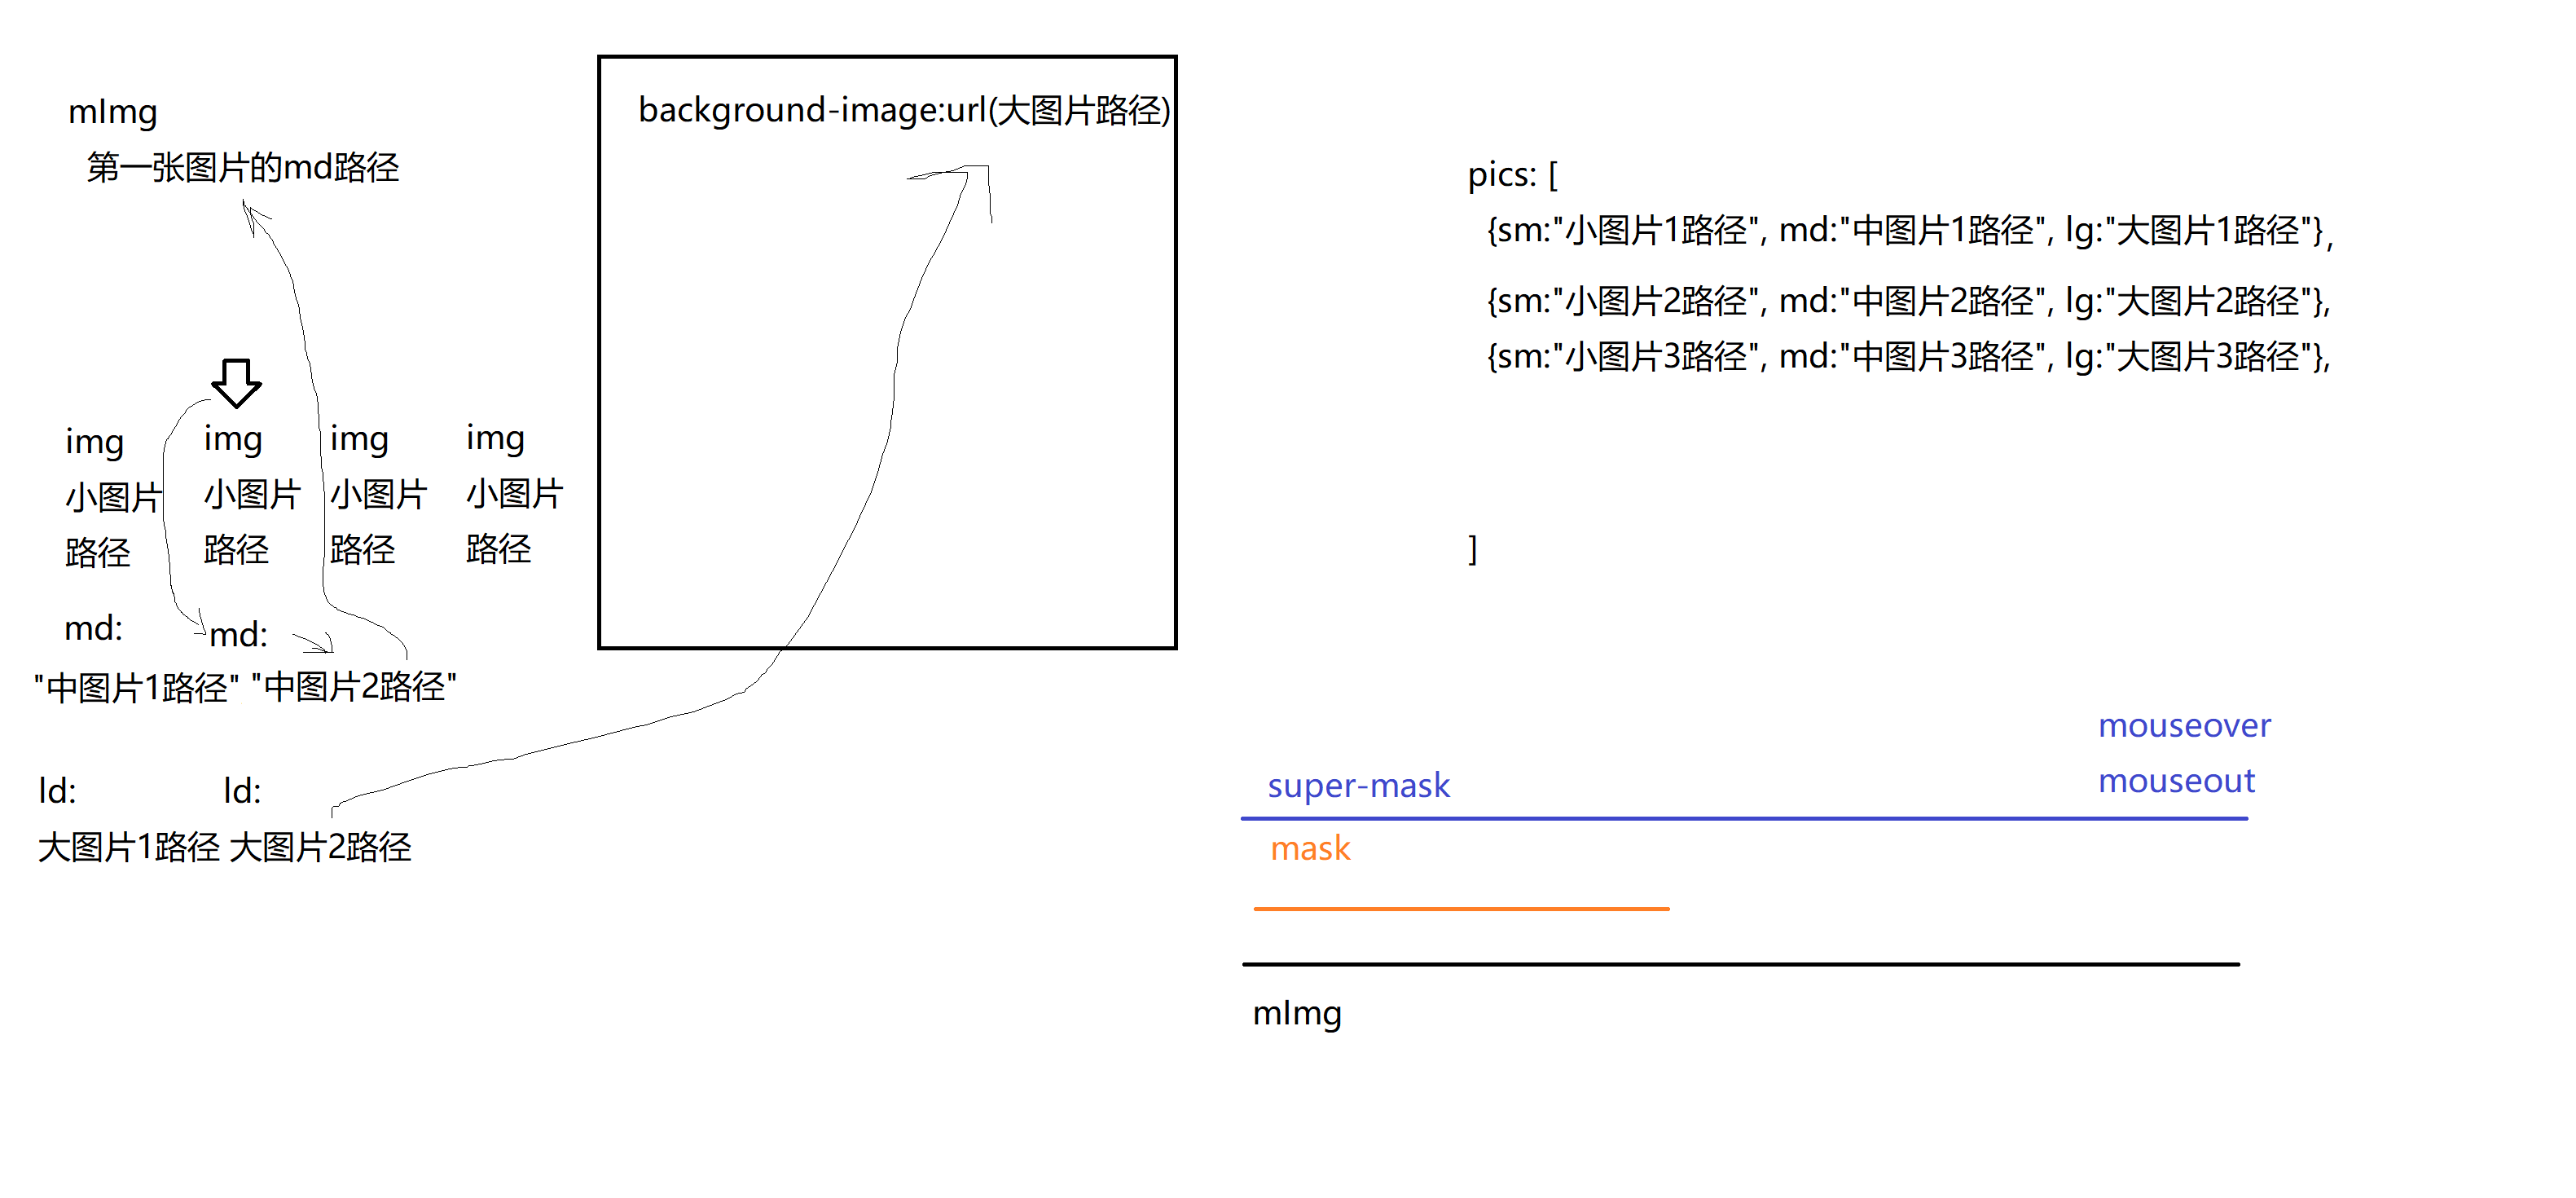 mImg
第一张图片的md路径
img
小图片
路径
img
小图片
路径
img
小图片
路径
img
小图片
路径
md:
"中图片1路径"
md:
"中图片2路径"
ld:
大图片1路径
ld:
大图片2路径
background-image:url(大图片路径)
pics: [
{sm:"小图片1路径", md:"中图片1路径", lg:"大图片1路径"},
{sm:"小图片2路径", md:"中图片2路径", lg:"大图片2路径"},
{sm:"小图片3路径", md:"中图片3路径", lg:"大图片3路径"},
]
mouseover
mouseout
super-mask
mask
mImg